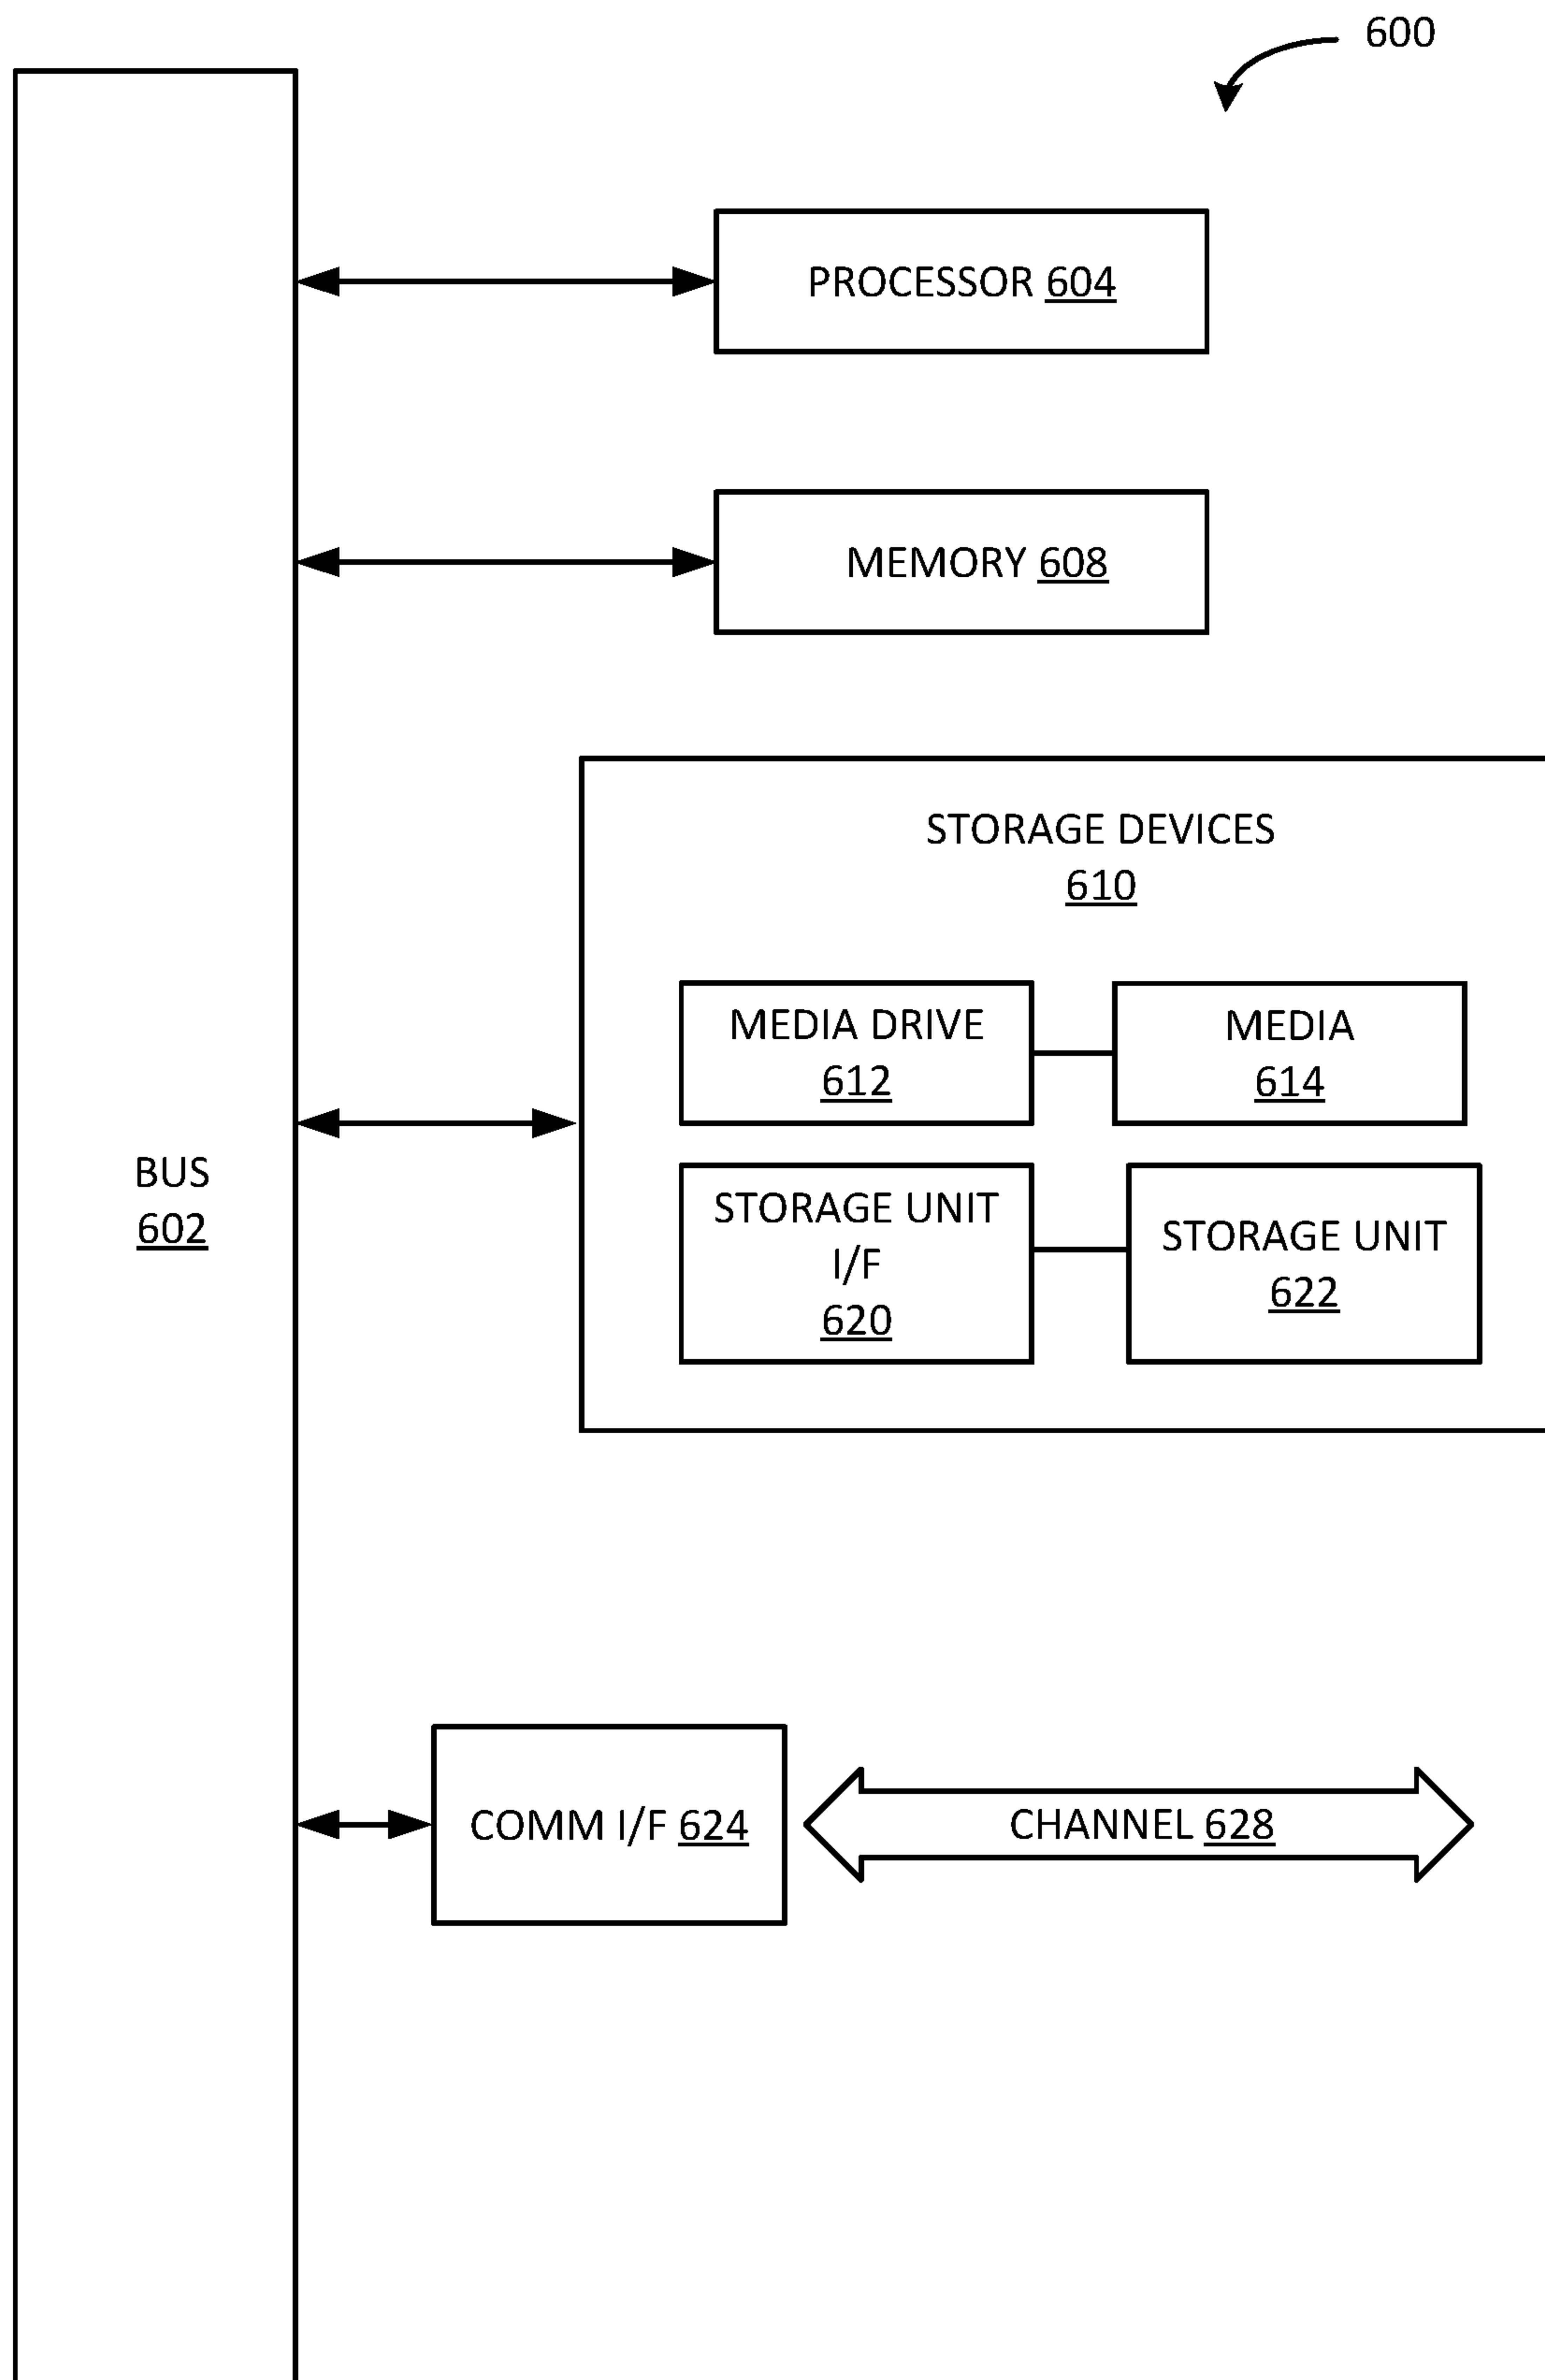 600
PROCESSOR 604
MEMORY 608
STORAGE DEVICES
610
MEDIA DRIVE
612
MEDIA
614
BUS
602
STORAGE UNIT
I/F
620
STORAGE UNIT
622
COMM I/F 624
CHANNEL 628